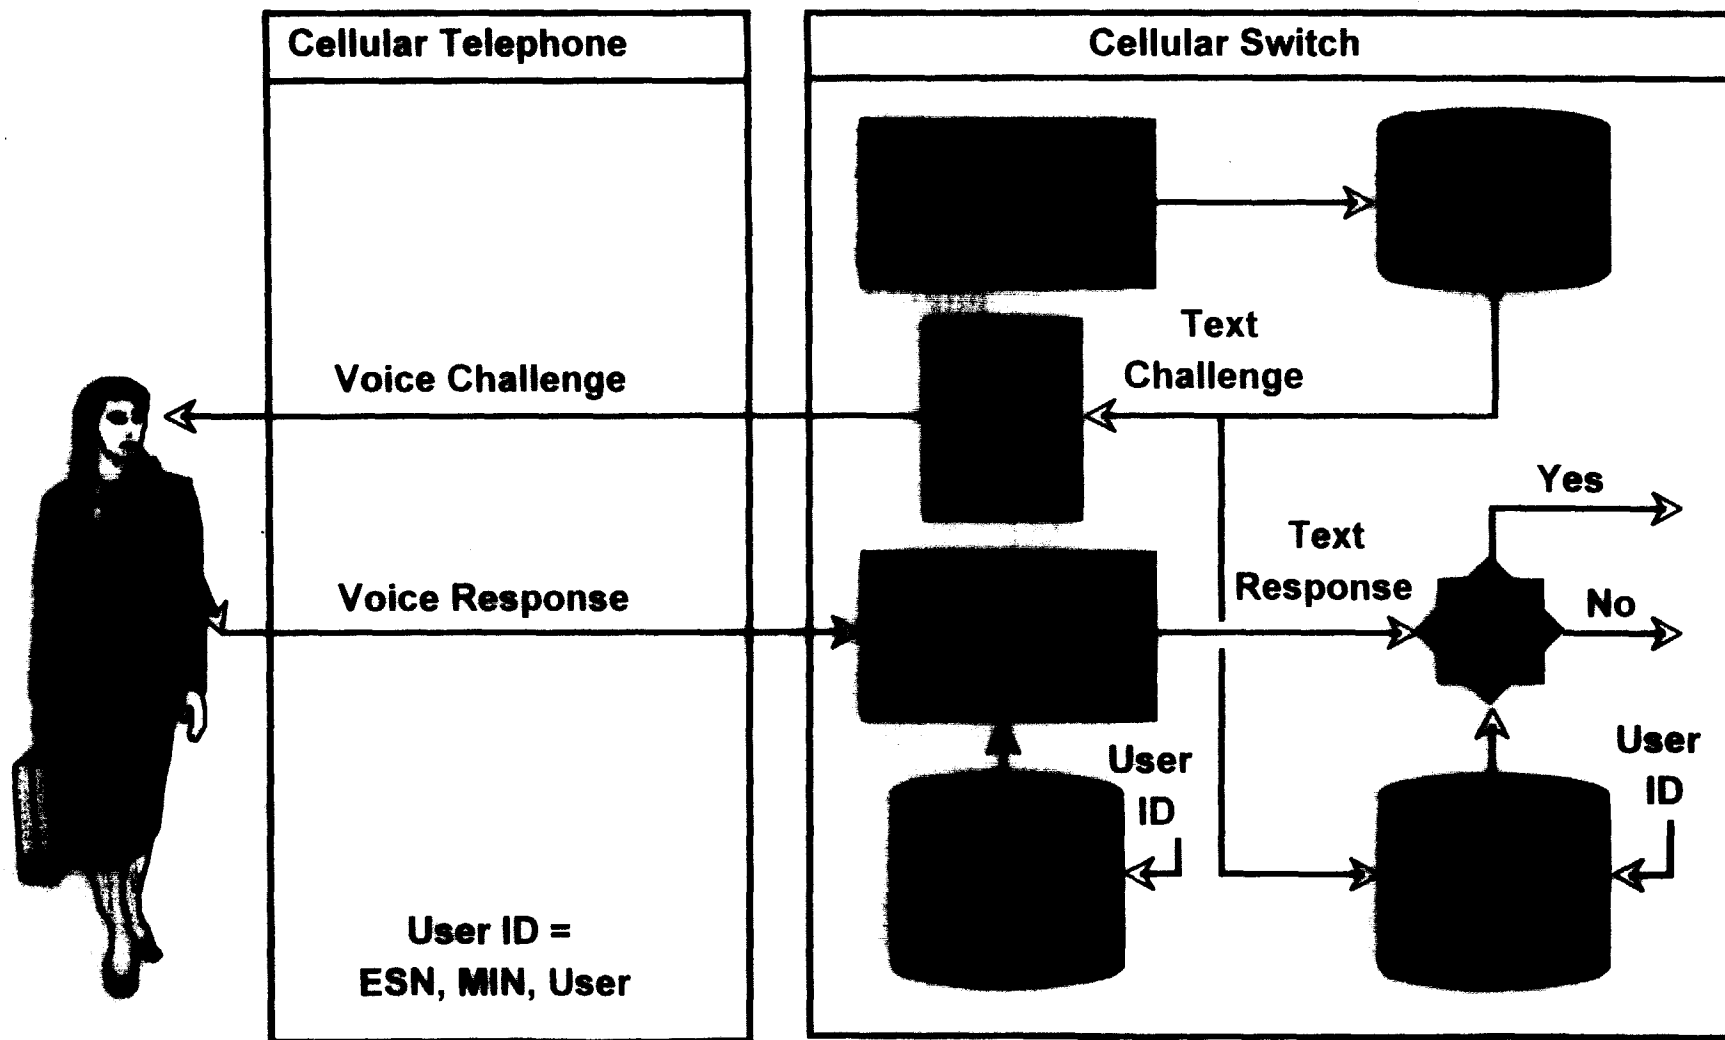 Cellular Telephone
Cellular Switch
Text
Challenge
Voice Challenge
Yes
Text
Response
Voice Response
No
User
ID
User
ID
User ID =
ESN, MIN, User